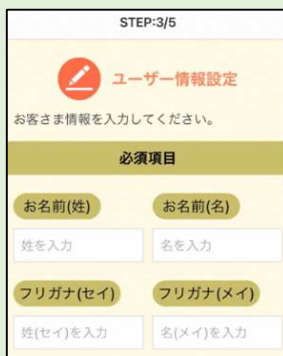 STEP:3/5
ユーザー情報設定
お客さま情報を入力してください。
必須項目
お名前(姓) お名前(名)
姓を入力 名を入力
フリガナ(セイ) フリガナ(メイ)
姓(セイ)を入力 名(メイ)を入力